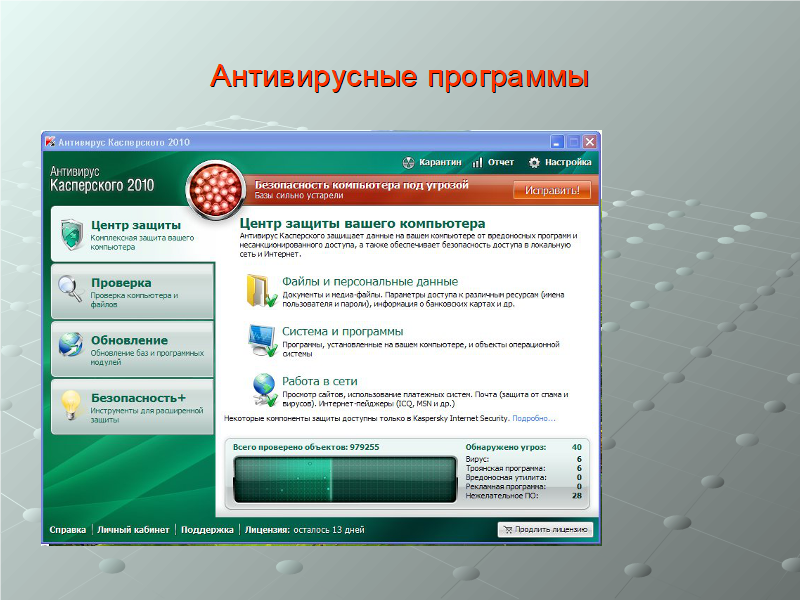 Антивирусные программы
Антивирус Касперского 2010
Карантин Отчет Настройка
Антивирус
Касперского 2010
Безопасность компьютера под угрозой
Базы сильно устарели
Исправить!
Центр защиты
Комплексная защита вашего
компьютера
Проверка
Проверка компьютера и
файлов
Обновление
Обновление баз и программных
модулей
Безопасность+
Инструменты для расширенной
защиты
Центр защиты вашего компьютера
Антивирус Касперского защищает данные на вашем компьютере от вредоносных программ и
несанкционированного доступа, а также обеспечивает безопасность доступа в локальную
сеть и Интернет.
Файлы и персональные данные
Документы и медиа-файлы. Параметры доступа к различным ресурсам (имена
пользователя и пароли), информация о банковских картах и др.
Система и программы
Программы, установленные на вашем компьютере, и объекты операционной
системы
Работа в сети
Просмотр сайтов, использование платежных систем. Почта (защита от спама и
вирусов). Интернет-пейджеры (ICQ, MSN и др.)
Некоторые компоненты защиты доступны только в Kaspersky Internet Security. Подробно...
Всего проверено объектов: 979255
Обнаружено угроз: 40
Вирус: 6
Троянская программа: 6
Вредоносная утилита: 0
Рекламная программа: 0
Нежелательное ПО: 28
Справка | Личный кабинет | Поддержка | Лицензия: осталось 13 дней
Продлить лицензию